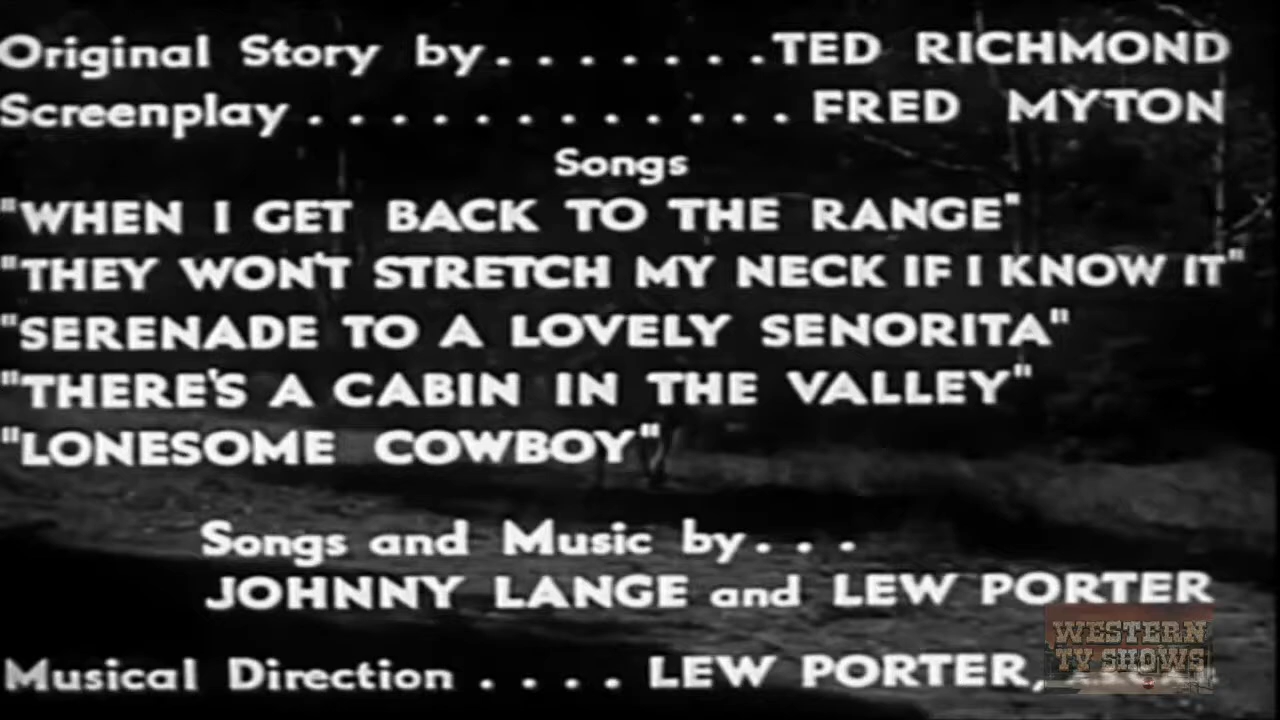 Original Story by.......TED RICHMOND
Screenplay.............FRED MYTON
Songs
"WHEN I GET BACK TO THE RANGE"
"THEY WON'T STRETCH MY NECK IF I KNOW IT"
"SERENADE TO A LOVELY SENORITA"
"THERE'S A CABIN IN THE VALLEY"
"LONESOME COWBOY"
Songs and Music by...
JOHNNY LANGE and LEW PORTER
Musical Direction....LEW PORTER,
WESTERN
TV SHOWS